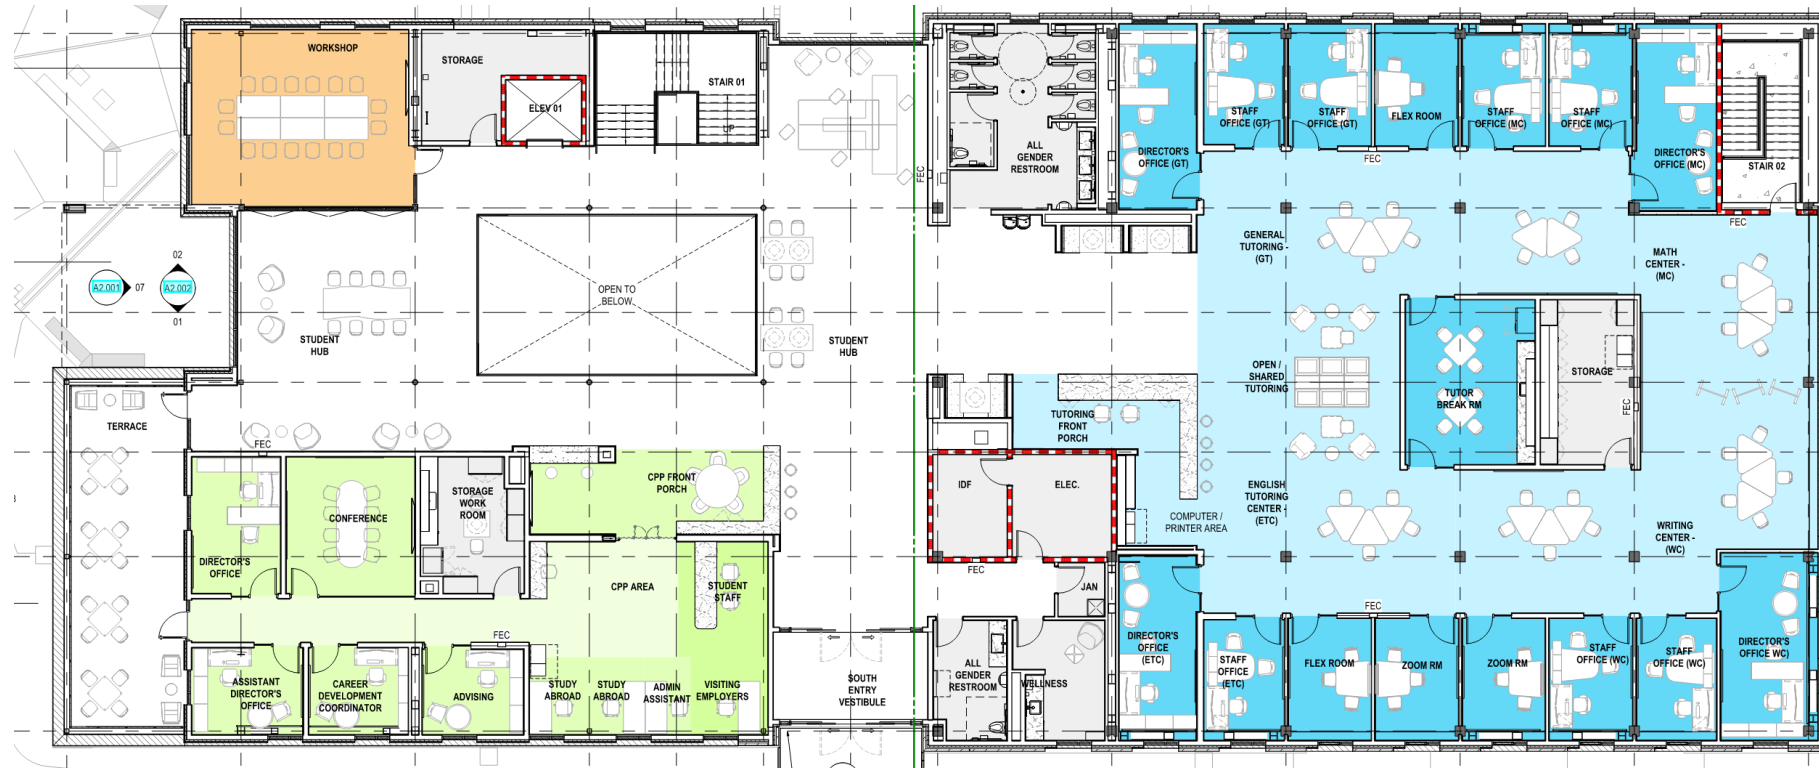 WORKSHOP
STORAGE
ELEV 01
STAIR 01
UP
FEC
ALL
GENDER
RESTROOM
DIRECTOR'S
OFFICE (GT)
STAFF
OFFICE (GT)
STAFF
OFFICE (GT)
FLEX ROOM
STAFF
OFFICE (MC)
STAFF
OFFICE (MC)
DIRECTOR'S
OFFICE (MC)
STAIR 02
FEC
FEC
02
A2.001
07
A2.002
01
OPEN TO
BELOW
STUDENT
HUB
STUDENT
HUB
GENERAL
TUTORING -
(GT)
MATH
CENTER -
(MC)
OPEN /
SHARED
TUTORING
TUTOR
BREAK RM
STORAGE
FEC
TERRACE
FEC
TUTORING
FRONT
PORCH
CPP FRONT
PORCH
STORAGE
WORK
ROOM
CONFERENCE
DIRECTOR'S
OFFICE
IDF
ELEC.
ENGLISH
TUTORING
CENTER -
(ETC)
COMPUTER /
PRINTER AREA
WRITING
CENTER -
(WC)
FEC
CPP AREA
STUDENT
STAFF
JAN
FEC
FEC
ASSISTANT
DIRECTOR'S
OFFICE
CAREER
DEVELOPMENT
COORDINATOR
ADVISING
STUDY
ABROAD
STUDY
ABROAD
ADMIN
ASSISTANT
VISITING
EMPLOYERS
SOUTH
ENTRY
VESTIBULE
ALL
GENDER
RESTROOM
WELLNESS
DIRECTOR'S
OFFICE
(ETC)
STAFF
OFFICE
(ETC)
FLEX ROOM
ZOOM RM
ZOOM RM
STAFF
OFFICE (WC)
STAFF
OFFICE (WC)
DIRECTOR'S
OFFICE WC)